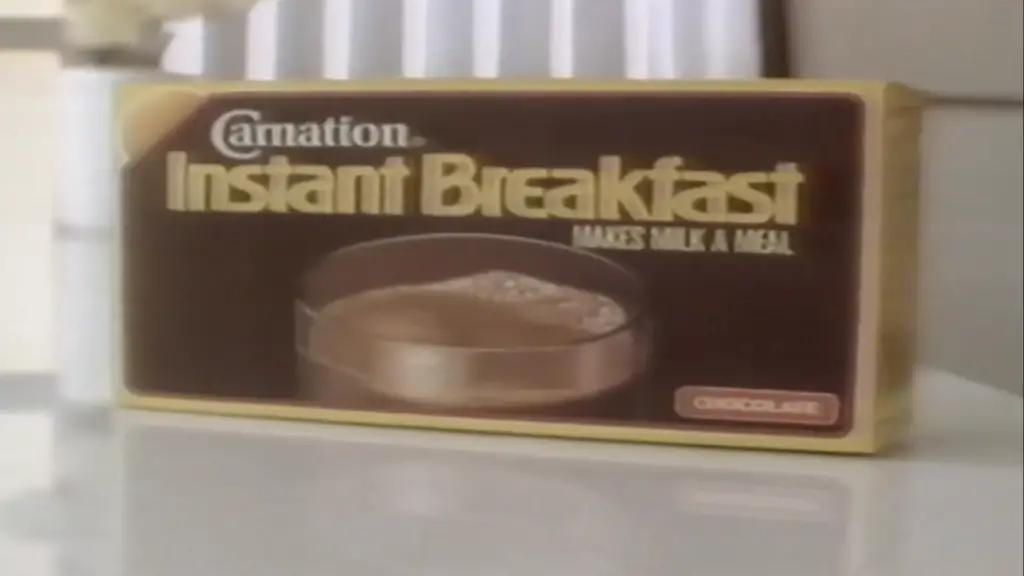 Carnation
Instant Breakfast
MAKES MILK A MEAL
CHOCOLATE